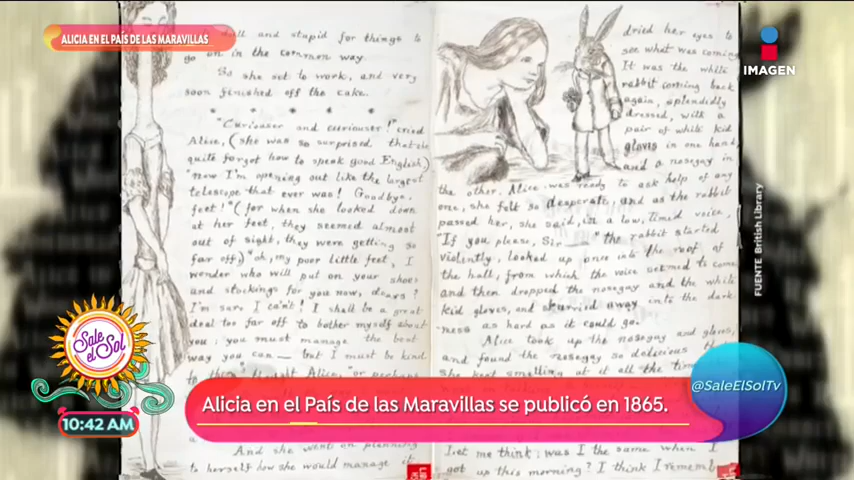 ALICIA EN EL PAÍS DE LAS MARAVILLAS
IMAGEN
dull and stupid for things to
go on in the common way.
So she set to work, and very
soon finished off the cake.
* * * * * *
"Curiouser and curiouser!" cried
Alice, (she was so surprised that she
quite forgot how to speak good English)
"now I'm opening out like the largest
telescope that ever was! Goodbye,
feet!" (for when she looked down
at her feet, they seemed almost
out of sight, they were getting so
far off) "oh, my poor little feet, I
wonder who will put on your shoes
and stockings for you now, dears?
I'm sure I can't! I shall be a great
deal too far off to bother myself about
you: you must manage the best
way you can — but I must be kind
to them" thought Alice, "or perhaps
And she went on planning
to herself how she would manage it
dried her eyes to
see what was coming.
It was the white
rabbit coming back
again, splendidly
dressed, with a
pair of white kid
gloves in one hand,
and a nosegay in
the other. Alice was ready to ask help of any
one, she felt so desperate, and as the rabbit
passed her, she said, in a low, timid voice,
"If you please, Sir —" the rabbit started
violently, looked up once into the roof of
the hall, from which the voice seemed to come,
and then dropped the nosegay and the white
kid gloves, and skurried away into the dark
ness as hard as it could go.
Alice took up the nosegay and gloves,
and found the nosegay so delicious
she kept smelling at it all the time
Let me think: was I the same when I
got up this morning? I think I remember
FUENTE British Library
Sale el Sol
10:42 AM
@SaleElSolTv
Alicia en el País de las Maravillas se publicó en 1865.